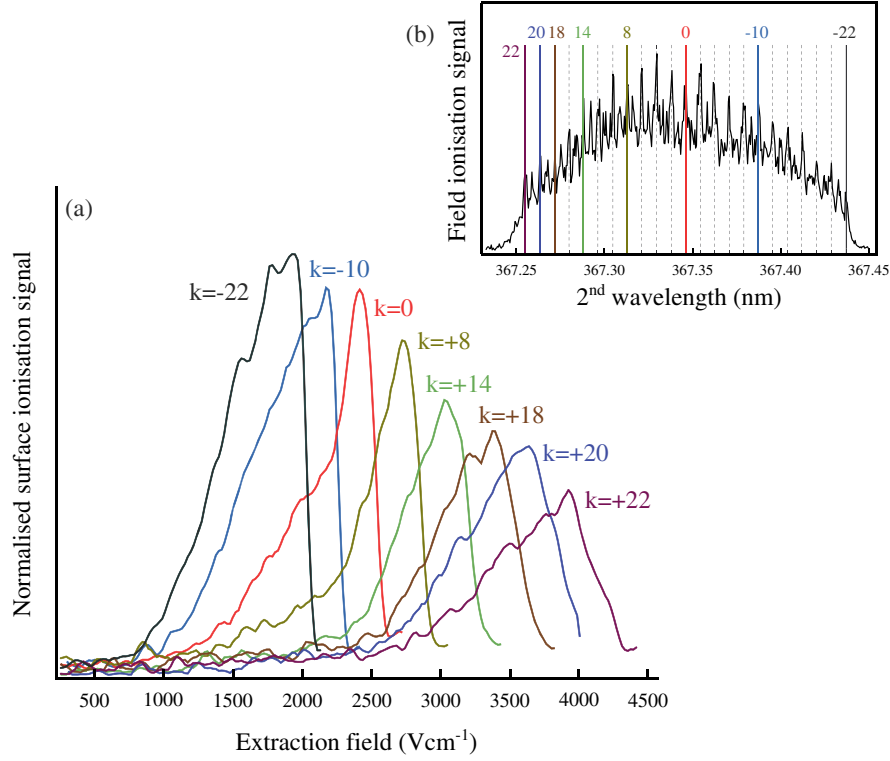 (b)
Field ionisation signal
22
20
18
14
8
0
-10
-22
367.25
367.30
367.35
367.40
367.45
2nd wavelength (nm)
(a)
Normalised surface ionisation signal
k=-22
k=-10
k=0
k=+8
k=+14
k=+18
k=+20
k=+22
500
1000
1500
2000
2500
3000
3500
4000
4500
Extraction field (Vcm-1)